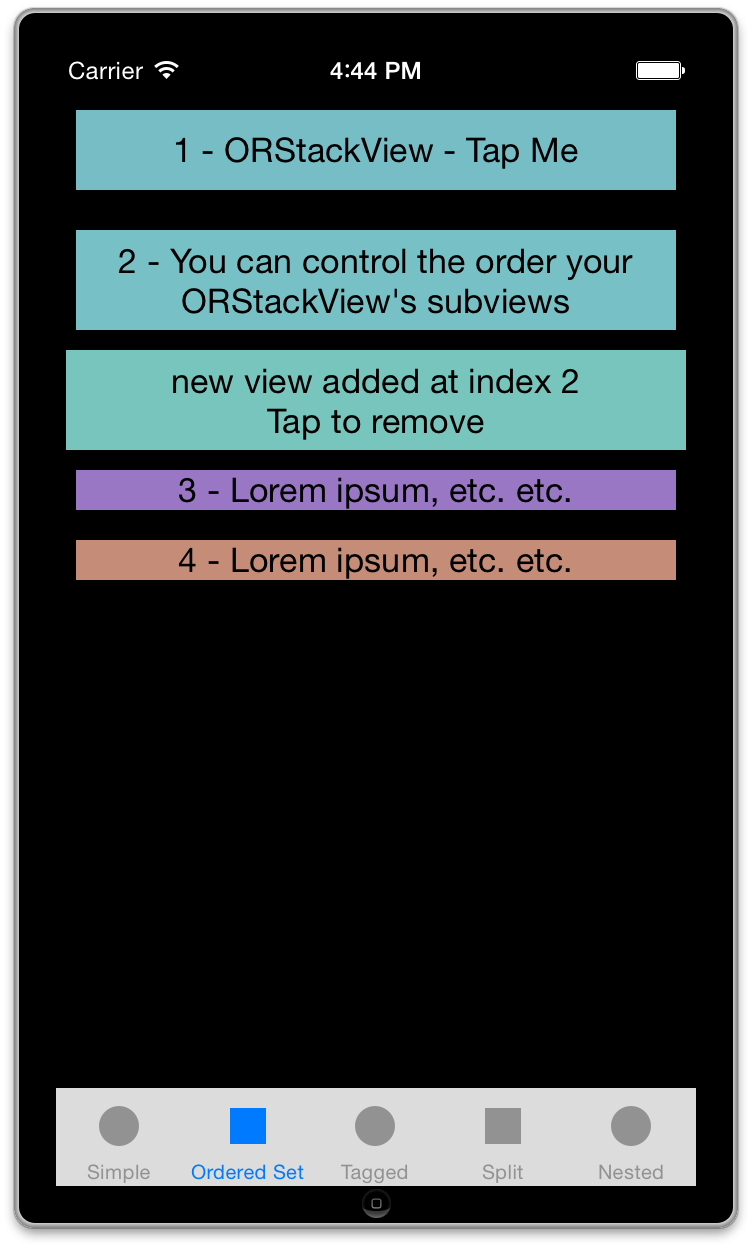 Carrier 4:44 PM
1 - ORStackView - Tap Me
2 - You can control the order your
ORStackView's subviews
new view added at index 2
Tap to remove
3 - Lorem ipsum, etc. etc.
4 - Lorem ipsum, etc. etc.
Simple Ordered Set Tagged Split Nested